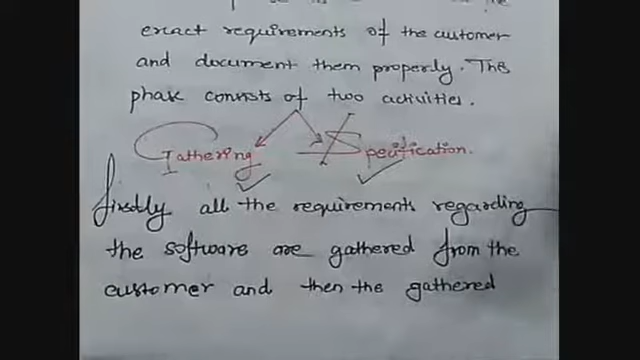 exact requirements of the customer
and document them properly. This
phase consists of two activities.
Gathering Specification.
Firstly all the requirements regarding
the software are gathered from the
customer and then the gathered